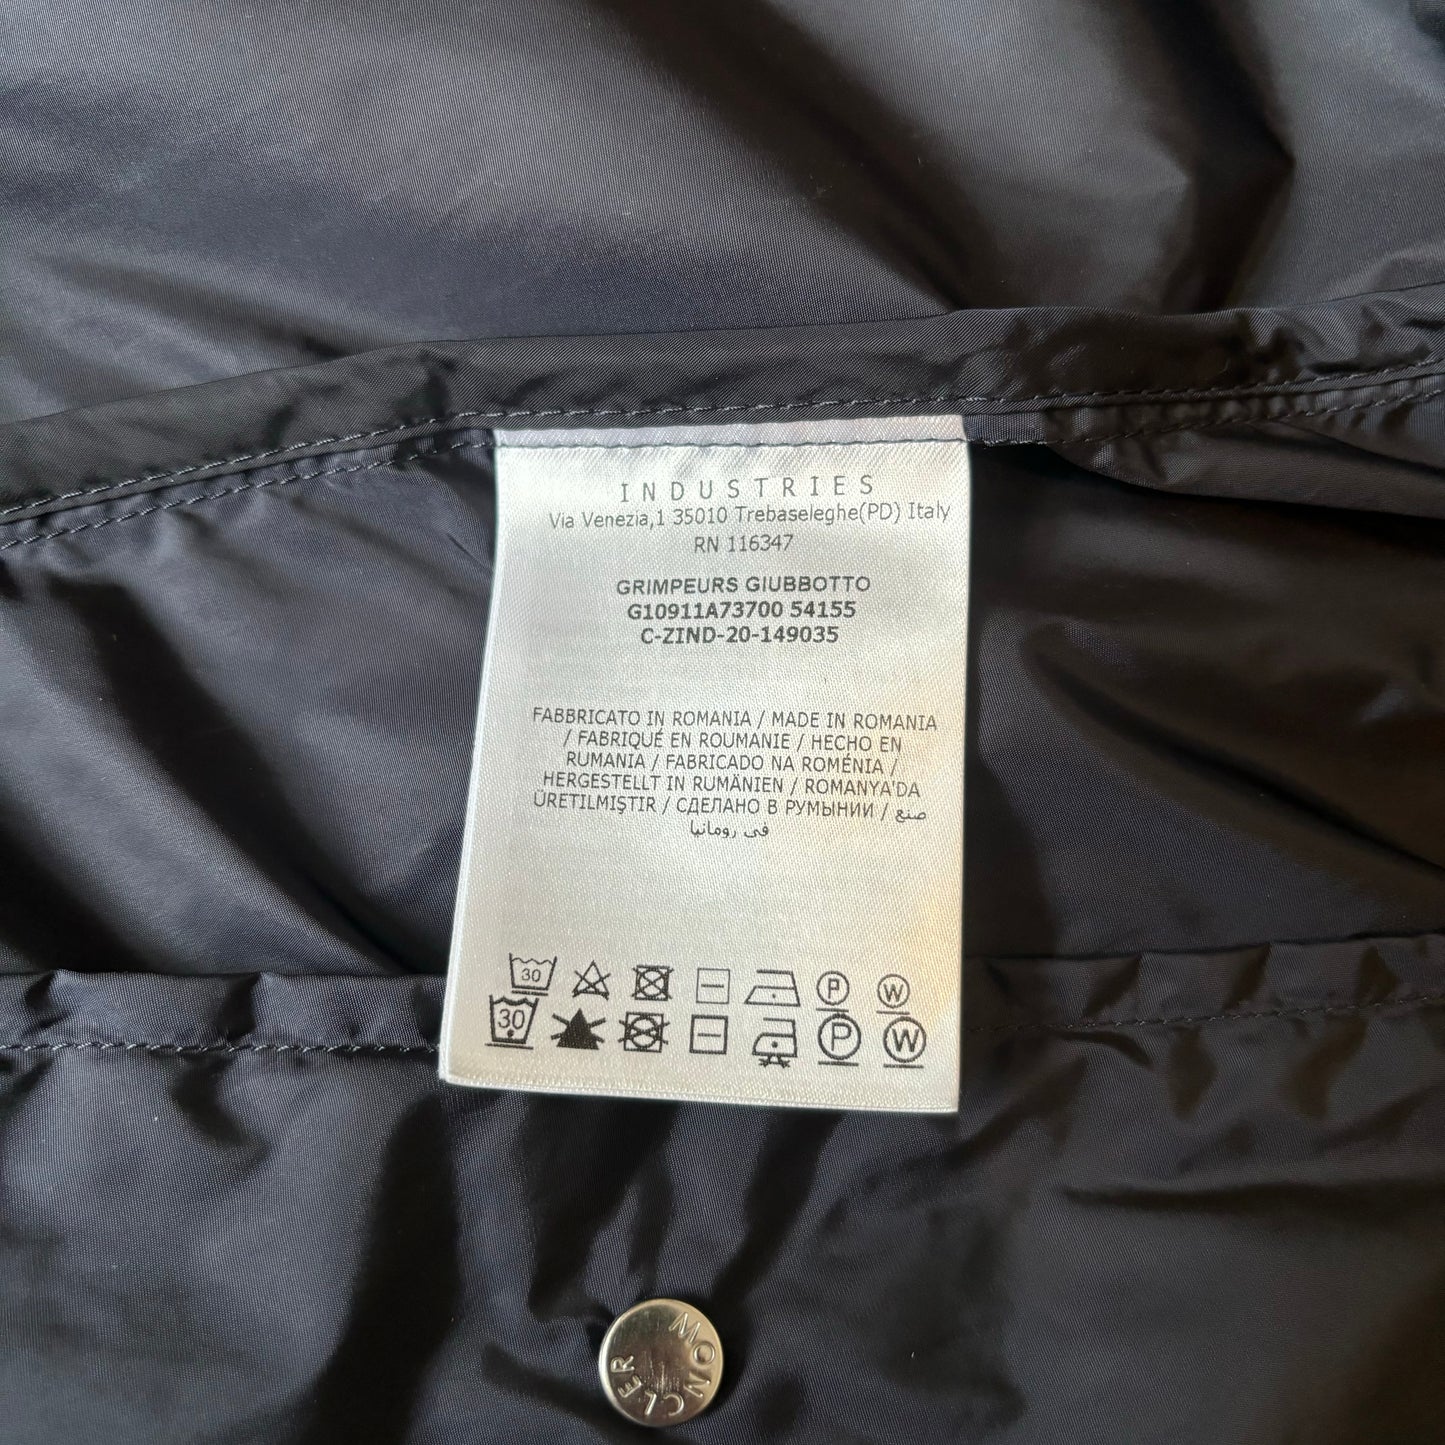 INDUSTRIES
Via Venezia,1 35010 Trebaseleghe(PD) Italy
RN 116347
GRIMPEURS GIUBBOTTO
G10911A73700 54155
C-ZIND-20-149035
FABBRICATO IN ROMANIA / MADE IN ROMANIA
/ FABRIQUÉ EN ROUMANIE / HECHO EN
RUMANIA / FABRICADO NA ROMÉNIA /
HERGESTELLT IN RUMÄNIEN / ROMANYA'DA
ÜRETILMIŞTIR / СДЕЛАНО В РУМЫНИИ / صنع
في رومانيا
30 P W
30 P W
MONCLER